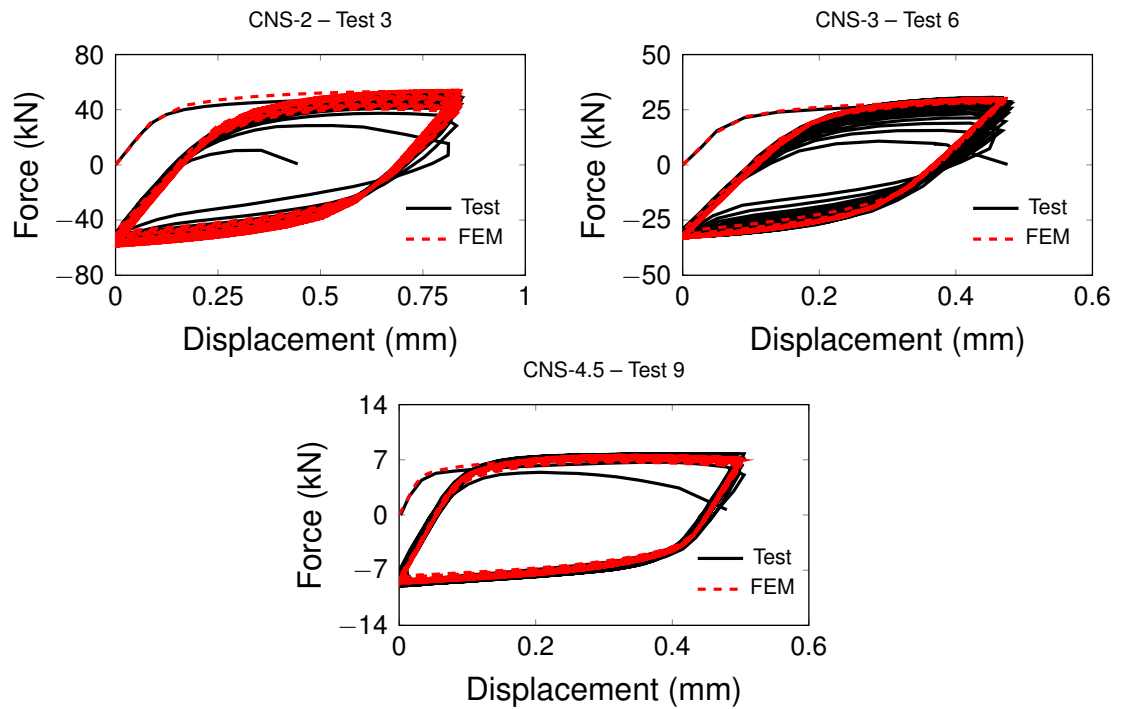 CNS-2 – Test 3
Force (kN)
80
40
0
−40
−80
0
0.25
0.5
0.75
1
Displacement (mm)
Test
FEM
CNS-3 – Test 6
Force (kN)
50
25
0
−25
−50
0
0.2
0.4
0.6
Displacement (mm)
Test
FEM
CNS-4.5 – Test 9
Force (kN)
14
7
0
−7
−14
0
0.2
0.4
0.6
Displacement (mm)
Test
FEM